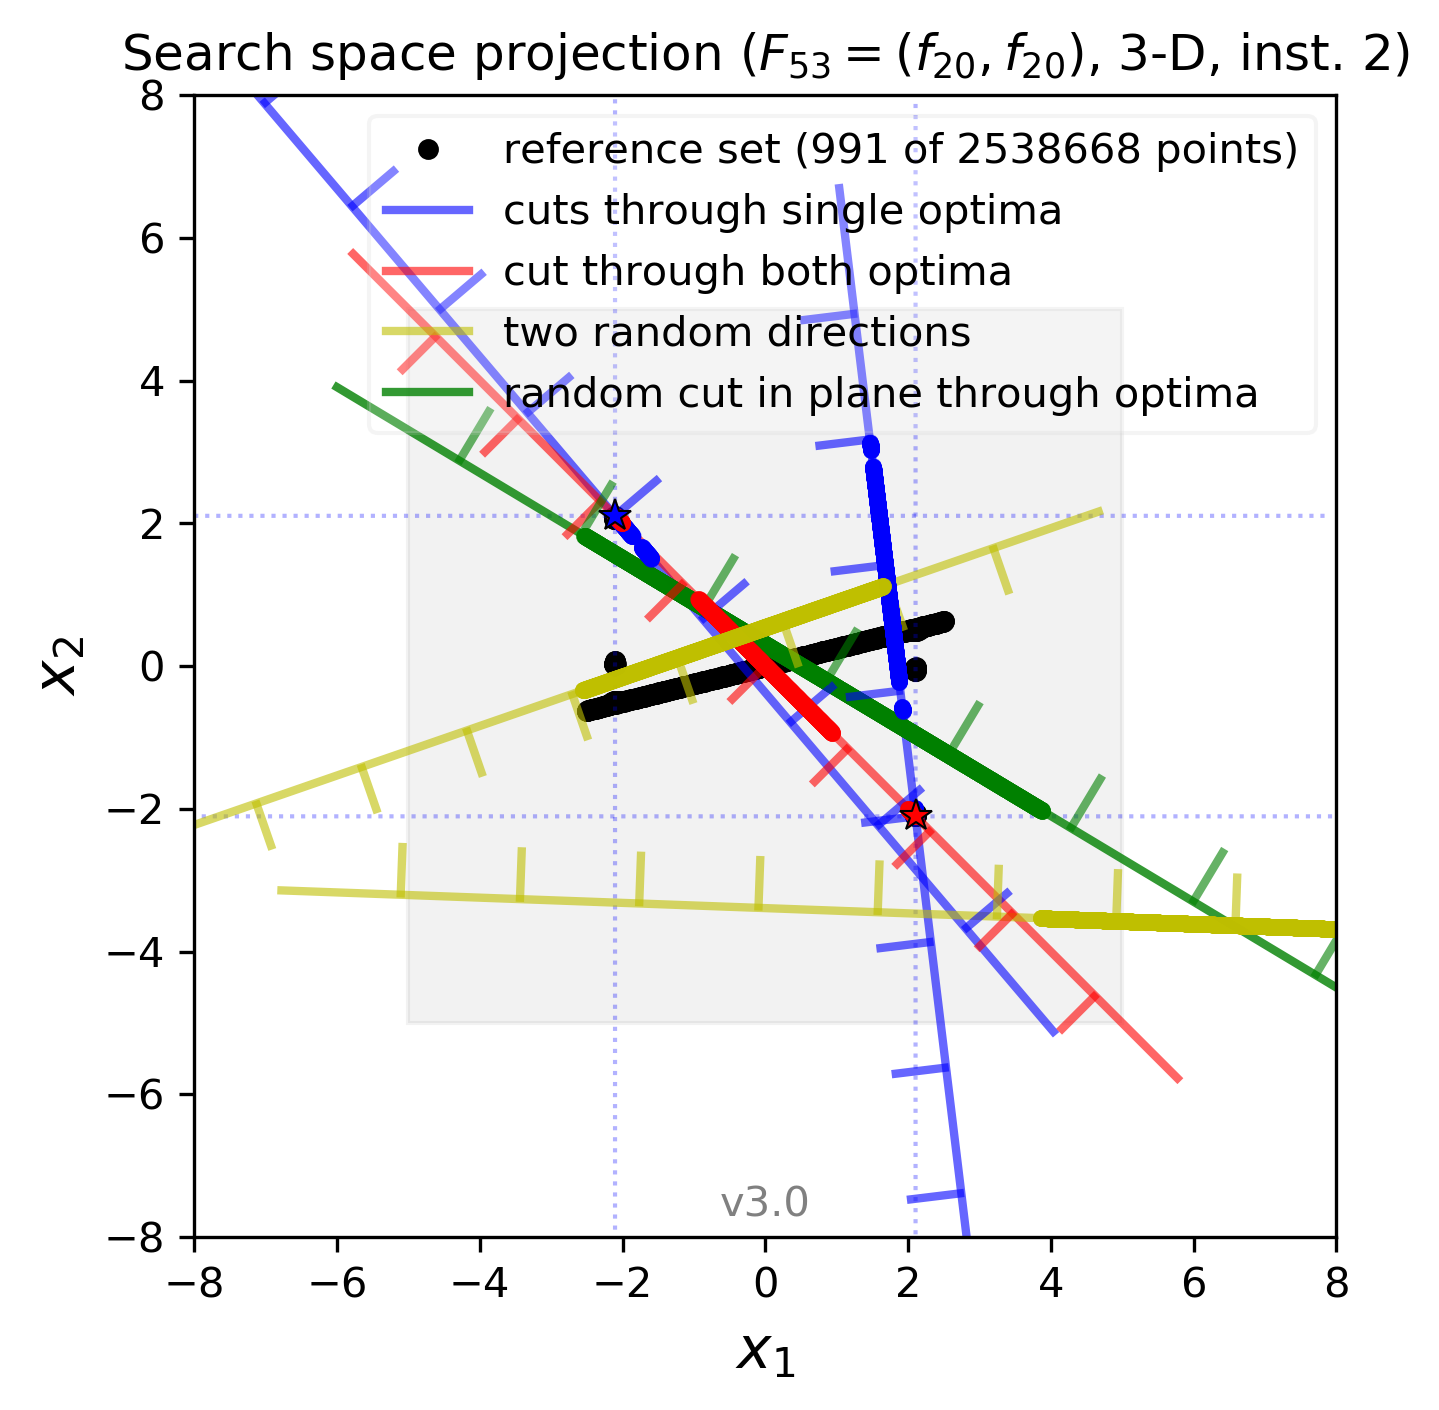 Search space projection (F₅₃ = (f₂₀, f₂₀), 3-D, inst. 2)
reference set (991 of 2538668 points)
cuts through single optima
cut through both optima
two random directions
random cut in plane through optima
8
6
4
2
0
−2
−4
−6
−8
x₂
v3.0
−8 −6 −4 −2 0 2 4 6 8
x₁